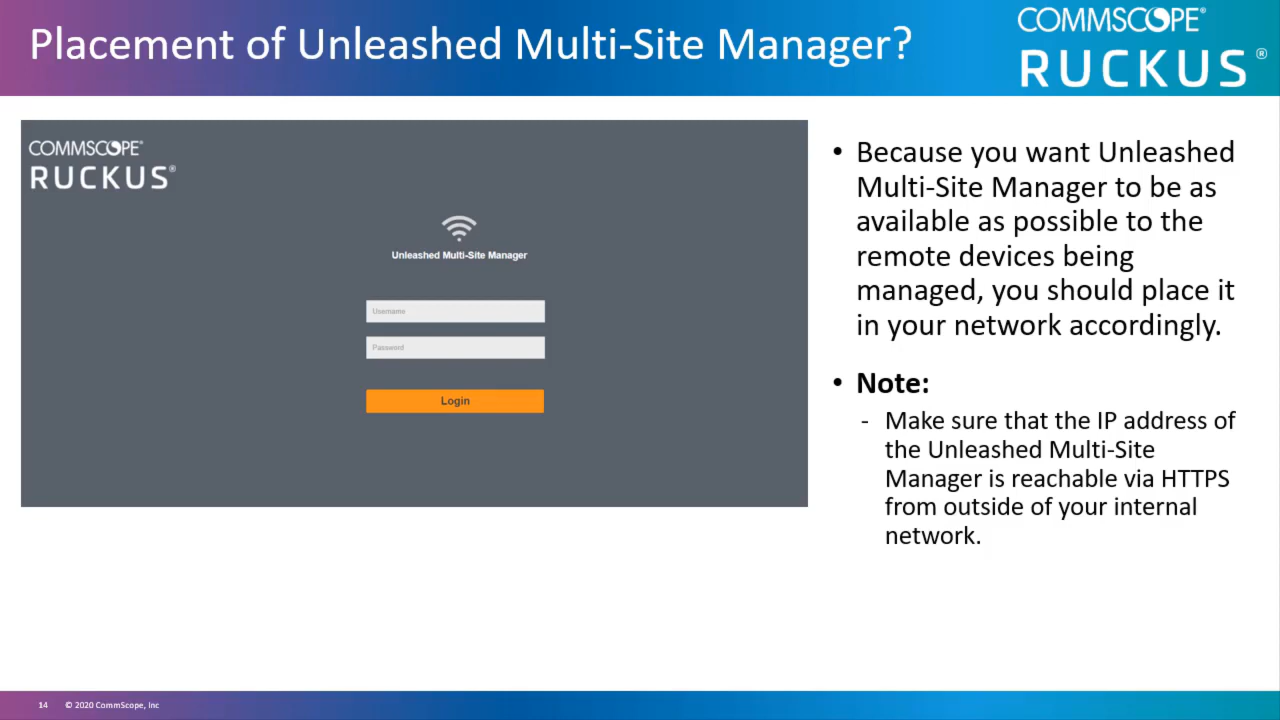 Placement of Unleashed Multi-Site Manager?
COMMSCOPE®
RUCKUS®
COMMSCOPE®
RUCKUS®
Unleashed Multi-Site Manager
Username
Password
Login
• Because you want Unleashed
Multi-Site Manager to be as
available as possible to the
remote devices being
managed, you should place it
in your network accordingly.
• Note:
- Make sure that the IP address of
the Unleashed Multi-Site
Manager is reachable via HTTPS
from outside of your internal
network.
14 © 2020 CommScope, Inc